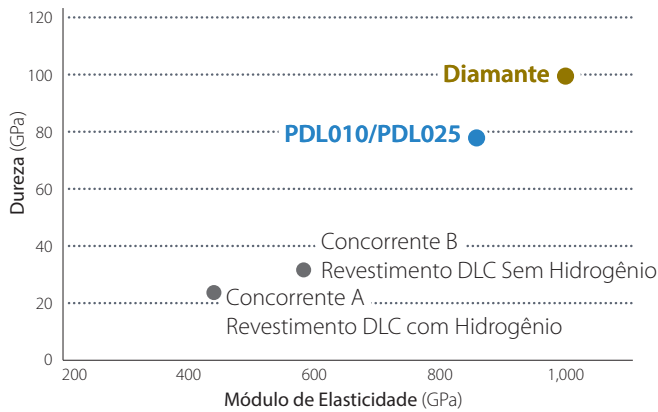 120
100
80
60
40
20
0
Dureza (GPa)
Diamante
PDL010/PDL025
Concorrente B
Revestimento DLC Sem Hidrogênio
Concorrente A
Revestimento DLC com Hidrogênio
200 400 600 800 1,000
Módulo de Elasticidade (GPa)